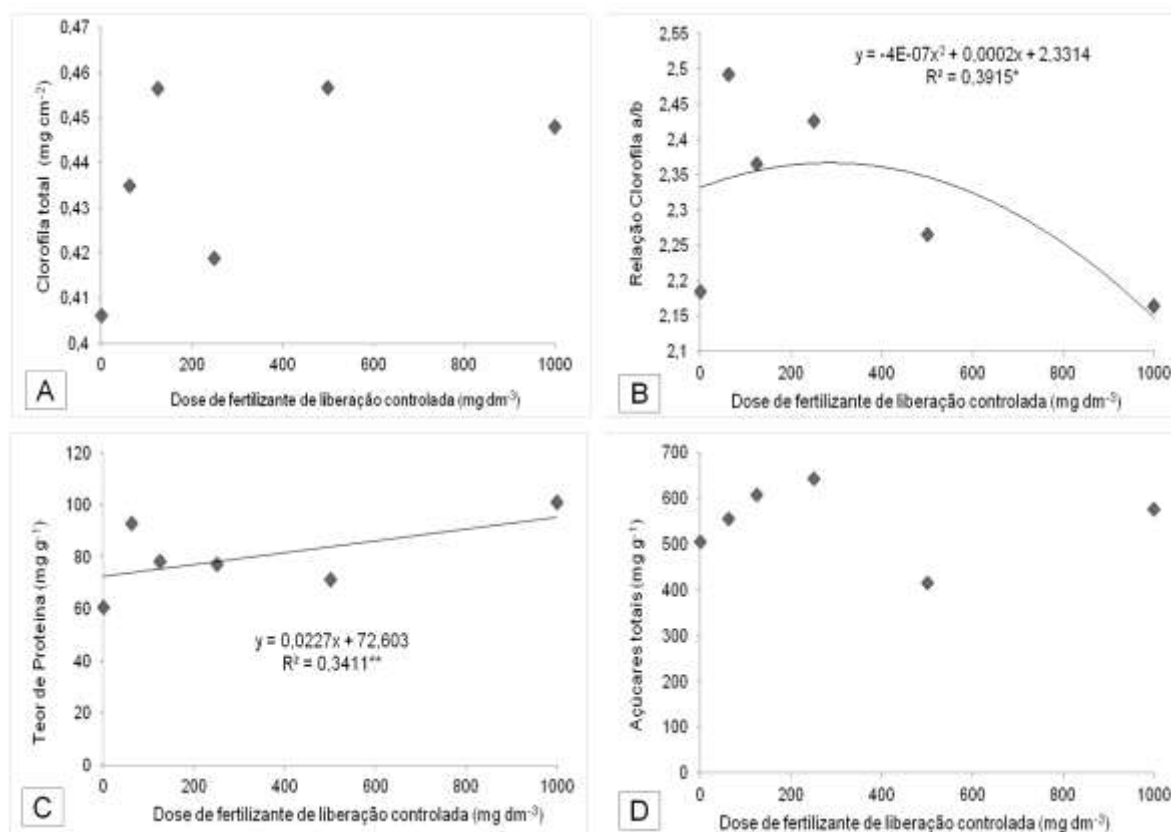 Clorofila total (mg cm⁻²)
0,47
0,46
0,45
0,44
0,43
0,42
0,41
0,4
0 200 400 600 800 1000
Dose de fertilizante de liberação controlada (mg dm⁻³)
A
Relação Clorofila a/b
2,55
2,5
2,45
2,4
2,35
2,3
2,25
2,2
2,15
2,1
y = -4E-07x² + 0,0002x + 2,3314
R² = 0,3915*
0 200 400 600 800 1000
Dose de fertilizante de liberação controlada (mg dm⁻³)
B
Teor de Proteína (mg g⁻¹)
120
100
80
60
40
20
0
y = 0,0227x + 72,603
R² = 0,3411**
0 200 400 600 800 1000
Dose de fertilizante de liberação controlada (mg dm⁻³)
C
Açúcares totais (mg g⁻¹)
700
600
500
400
300
200
100
0
0 200 400 600 800 1000
Dose de fertilizante de liberação controlada (mg dm⁻³)
D